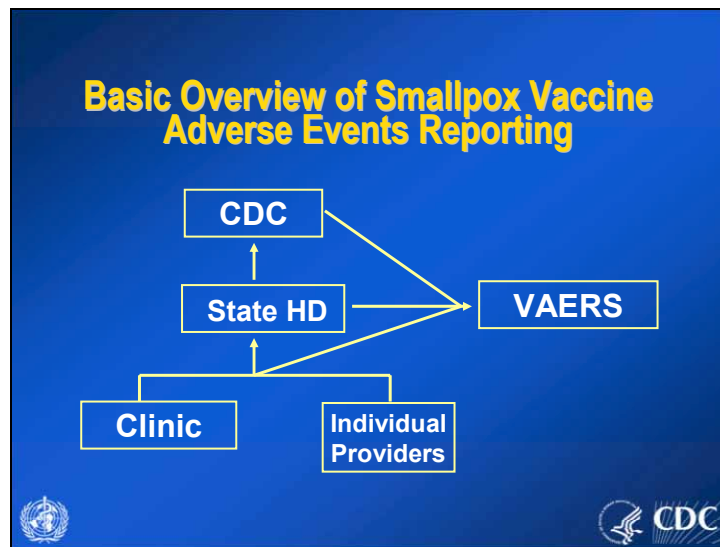 Basic Overview of Smallpox Vaccine
Adverse Events Reporting
CDC
State HD
VAERS
Clinic
Individual
Providers
CDC